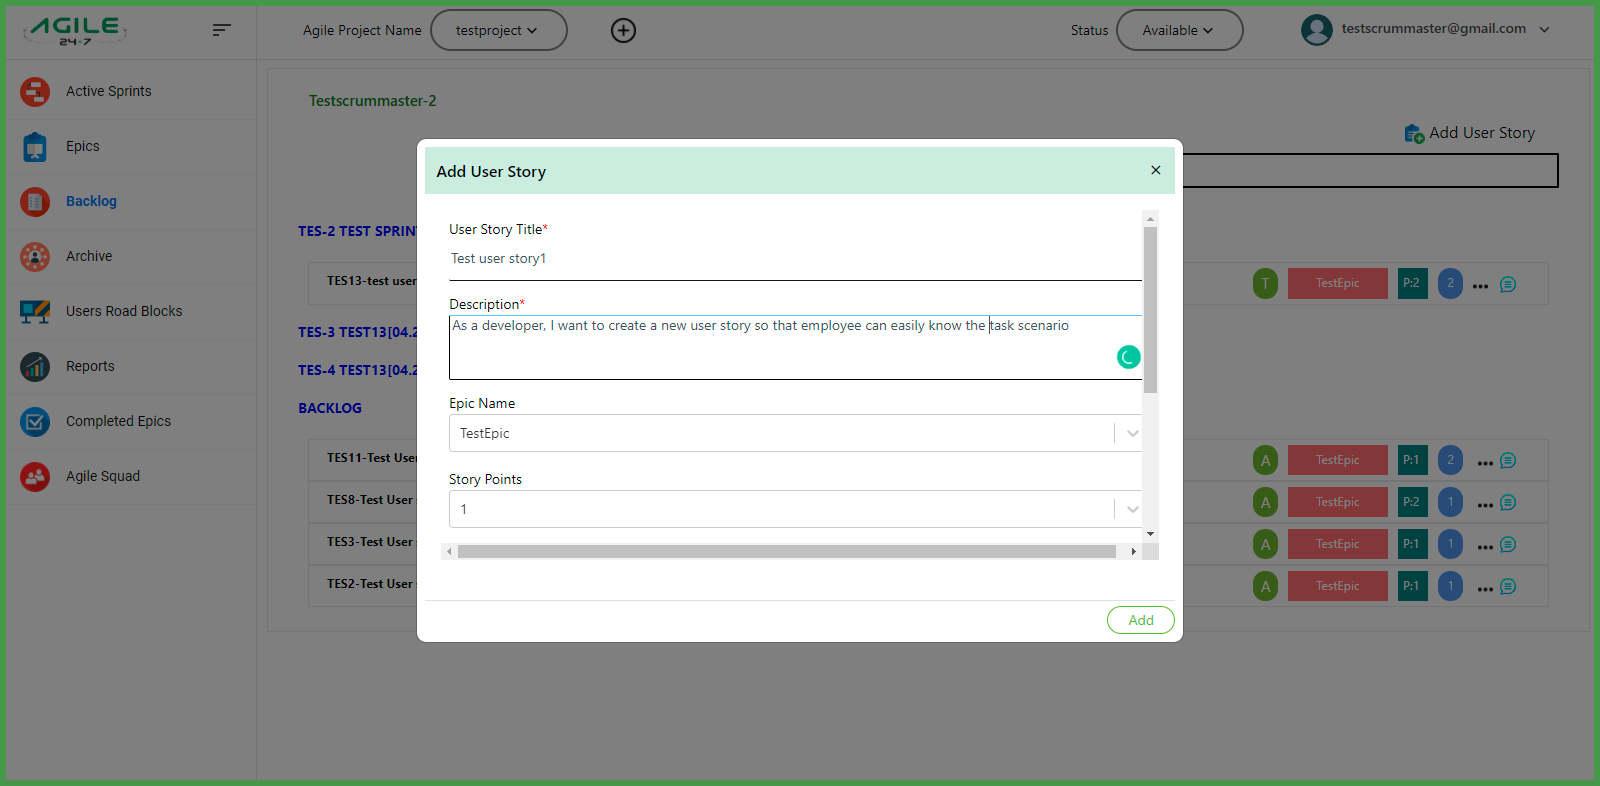 AGILE
24x7
Agile Project Name
testproject
Status
Available
testscrummaster@gmail.com
Active Sprints
Epics
Backlog
Archive
Users Road Blocks
Reports
Completed Epics
Agile Squad
Testscrummaster-2
Add User Story
TES-2 TEST SPRIN
TES13-test user
T
TestEpic
P:2
2
TES-3 TEST13[04.2
TES-4 TEST13[04.2
BACKLOG
TES11-Test User
A
TestEpic
P:1
2
TES8-Test User
A
TestEpic
P:2
1
TES3-Test User
A
TestEpic
P:1
1
TES2-Test User
A
TestEpic
P:1
1
Add User Story
User Story Title*
Test user story1
Description*
As a developer, I want to create a new user story so that employee can easily know the task scenario
Epic Name
TestEpic
Story Points
1
Add